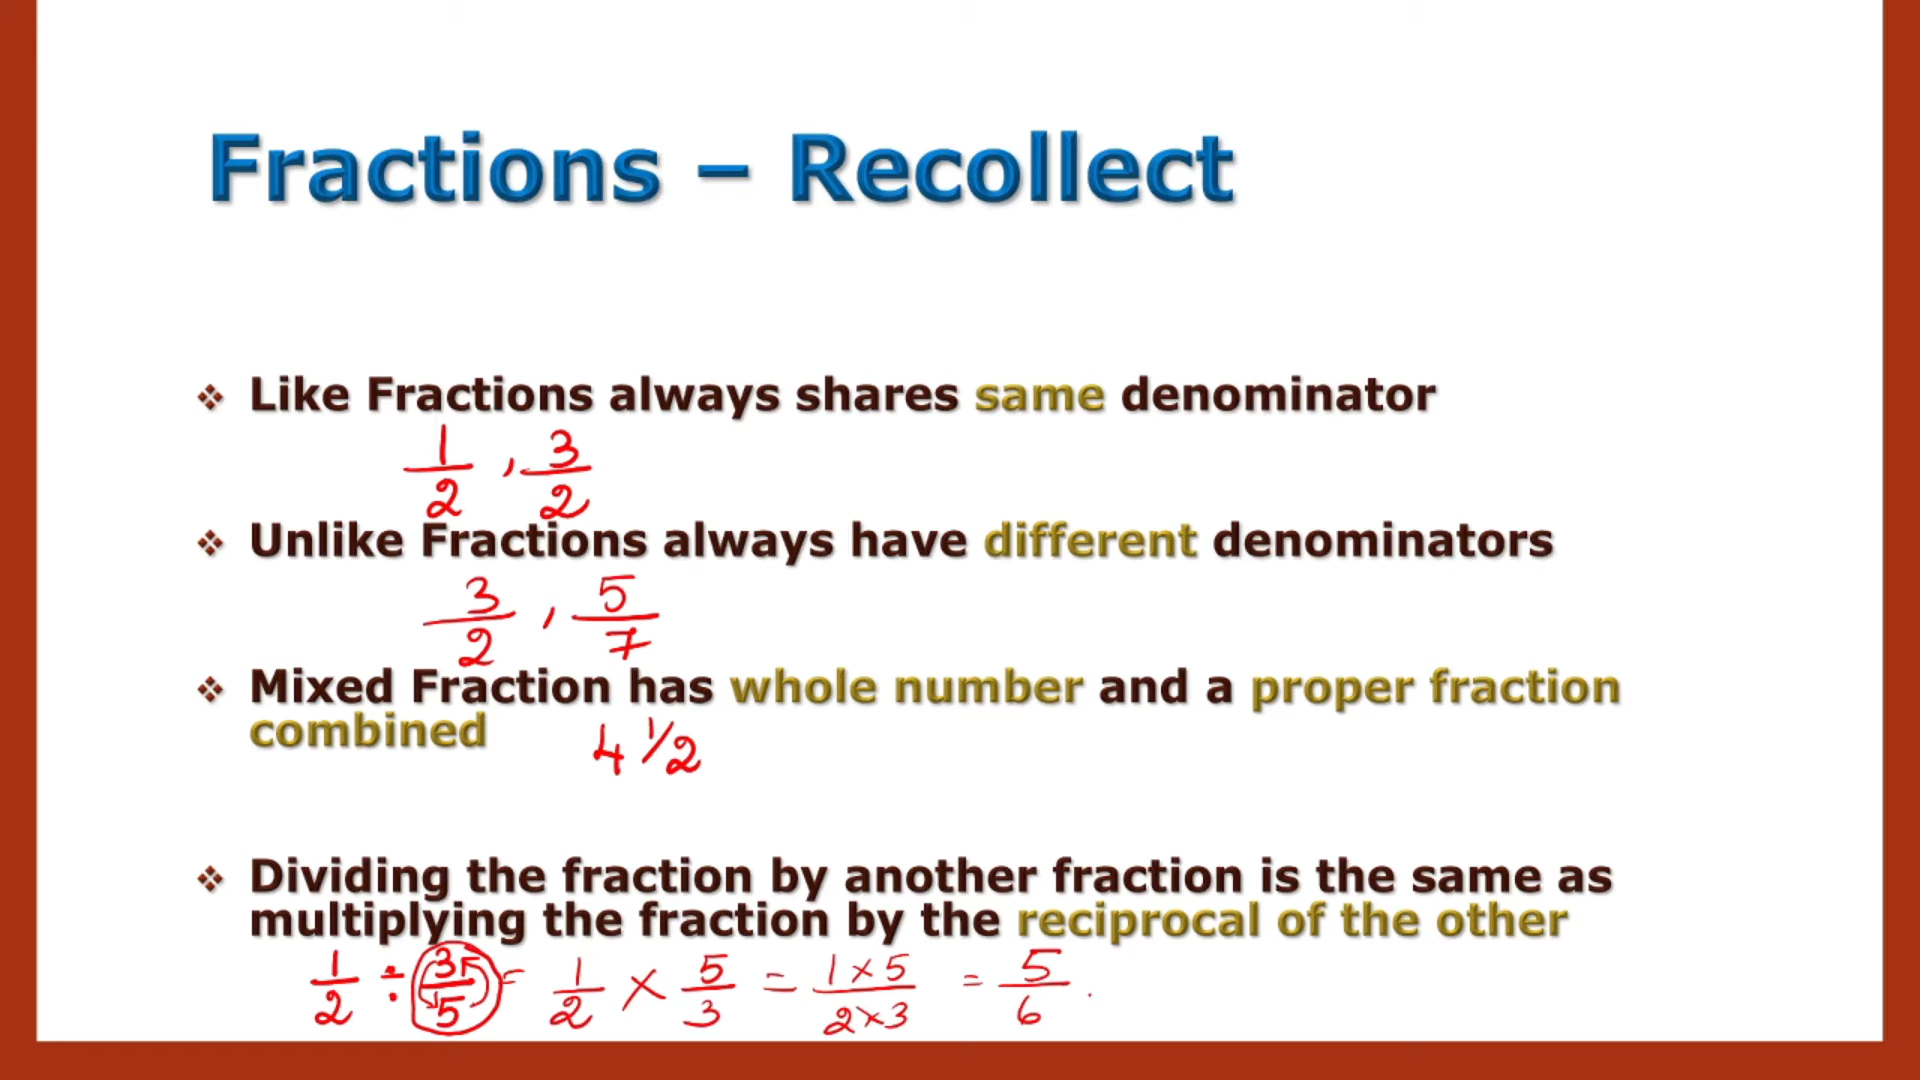 Fractions – Recollect
❖ Like Fractions always shares same denominator
1/2 , 3/2
❖ Unlike Fractions always have different denominators
3/2 , 5/7
❖ Mixed Fraction has whole number and a proper fraction
combined 4 1/2
❖ Dividing the fraction by another fraction is the same as
multiplying the fraction by the reciprocal of the other
1/2 ÷ 3/5 = 1/2 × 5/3 = 1×5/2×3 = 5/6 .